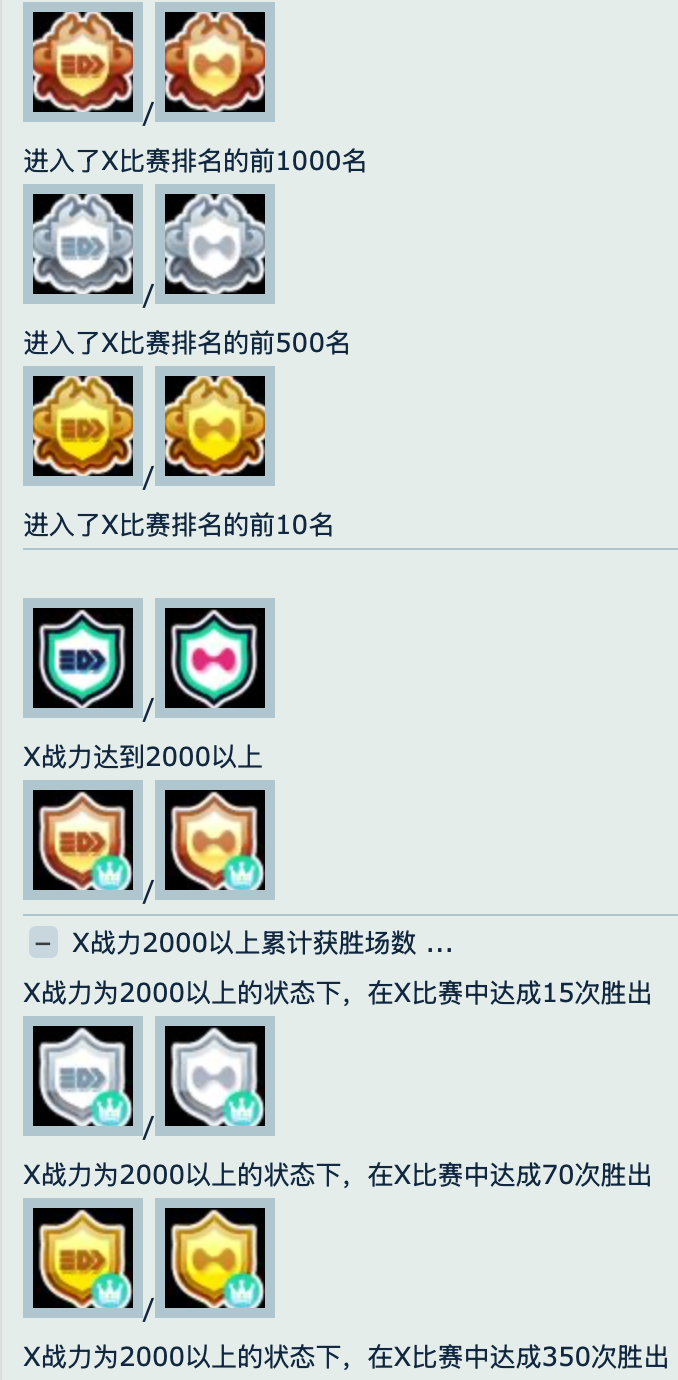 /
进入了X比赛排名的前1000名
/
进入了X比赛排名的前500名
/
进入了X比赛排名的前10名
/
X战力达到2000以上
/
X战力2000以上累计获胜场数 ...
X战力为2000以上的状态下，在X比赛中达成15次胜出
/
X战力为2000以上的状态下，在X比赛中达成70次胜出
/
X战力为2000以上的状态下，在X比赛中达成350次胜出